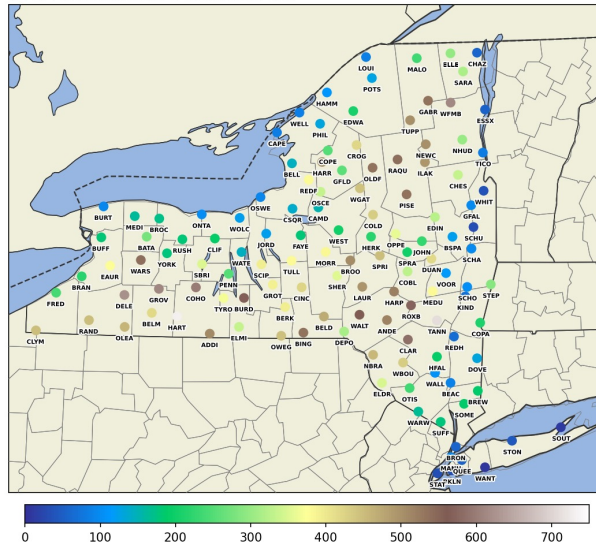 LOUI MALO ELLE CHAZ
POTS SARA
HAMM GABR WFMB
WELL PHIL EDWA ESSX
CAPE TUPP
COPE CROG NEWC NHUD
BELL HARR OLDF RAQU ILAK TICO
REDF GFLD CHES
OSWE OSCE WGAT PISE WHIT
BURT MEDI BROC ONTA WOLC CSQR CAMD COLD EDIN GFAL
BUFF BATA RUSH CLIF JORD FAYE WEST HERK OPPE JOHN BSPA SCHU
WARS YORK WATE MORR SPRI SPRA SCHA
BRAN EAUR SBRI SCIP TULL BROO DUAN
FRED DELE GROV COHO PENN GROT CINC SHER LAUR COBL VOOR STEP
TYRO BURD HARP MEDU SCHO
KIND
CLYM RAND OLEA BELM HART ADDI ELMI BERK BELD WALT ROXB
OWEG BING DEPO ANDE TANN COPA
CLAR REDH
NBRA WBOU HFAL DOVE
ELDR WALL
OTIS BEAC BREW
WARW SOME
SUFF SOUT
BRON STON
MANH QUEE
STAT BKLN WANT
0 100 200 300 400 500 600 700